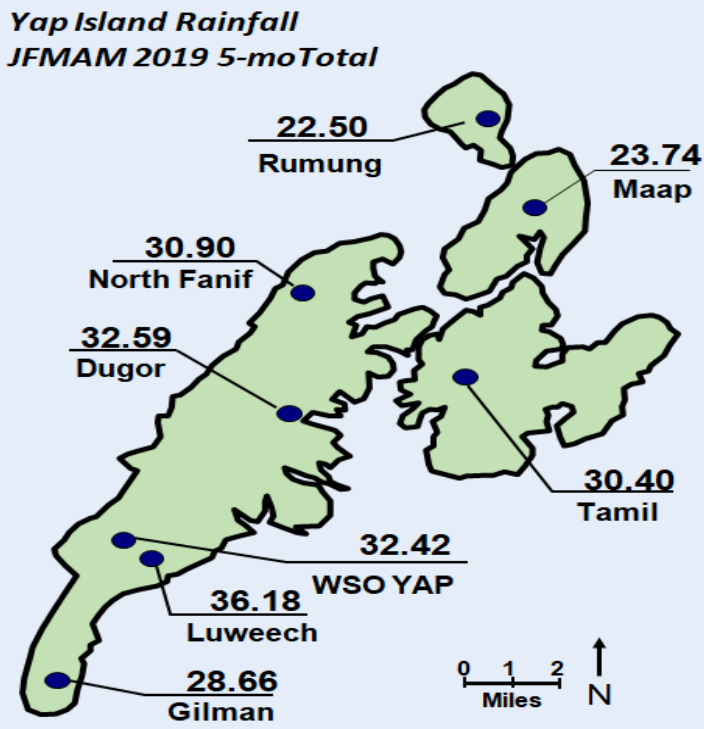 Yap Island Rainfall
JFMAM 2019 5-moTotal
22.50
Rumung
23.74
Maap
30.90
North Fanif
32.59
Dugor
30.40
Tamil
32.42
WSO YAP
36.18
Luweech
28.66
Gilman
0 1 2
Miles
N